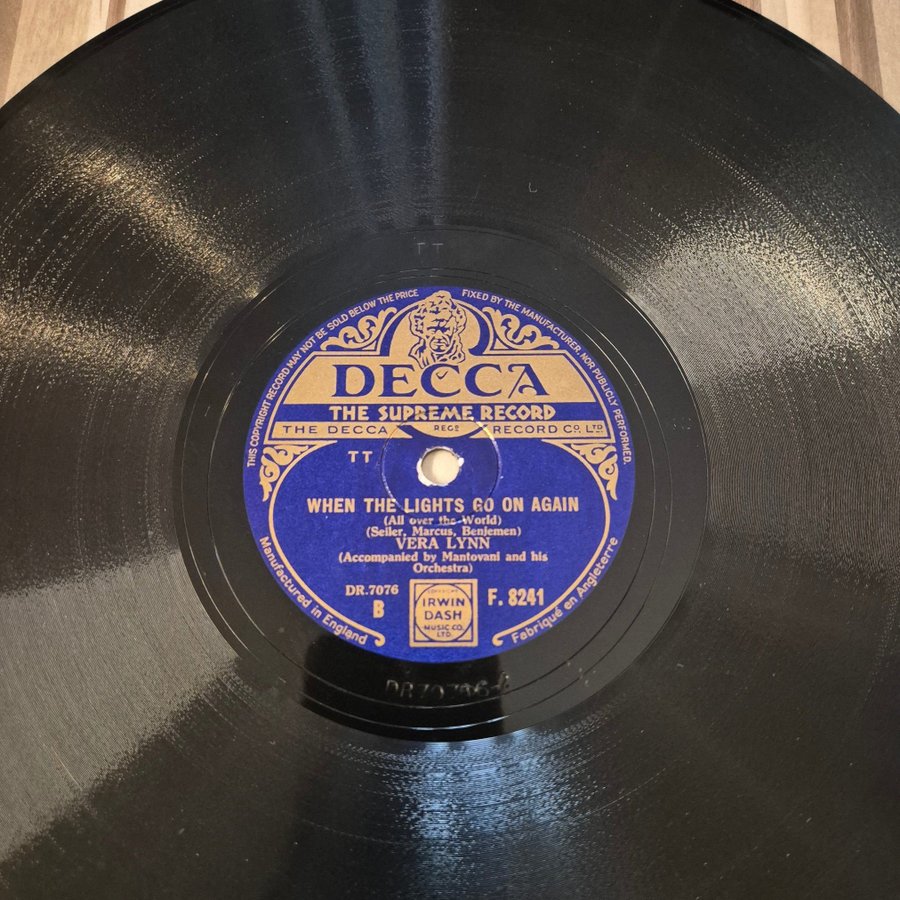 TT
THIS COPYRIGHT RECORD MAY NOT BE SOLD BELOW THE PRICE FIXED BY THE MANUFACTURER, NOR PUBLICLY PERFORMED.
DECCA
THE SUPREME RECORD
THE DECCA REGD RECORD CO. LTD.
TT
WHEN THE LIGHTS GO ON AGAIN
(All over the World)
(Seiler, Marcus, Benjemen)
VERA LYNN
(Accompanied by Mantovani and his
Orchestra)
DR.7076
B
F. 8241
IRWIN
DASH
MUSIC CO.
LTD.
Manufactured in England
Fabriqué en Angleterre